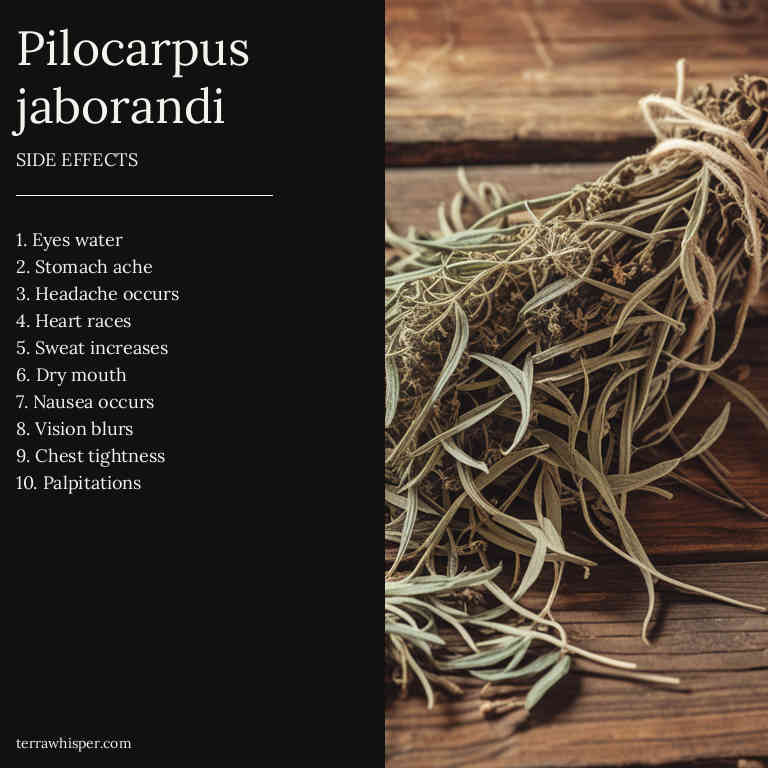 Pilocarpus
jaborandi
SIDE EFFECTS
1. Eyes water
2. Stomach ache
3. Headache occurs
4. Heart races
5. Sweat increases
6. Dry mouth
7. Nausea occurs
8. Vision blurs
9. Chest tightness
10. Palpitations
terrawhisper.com